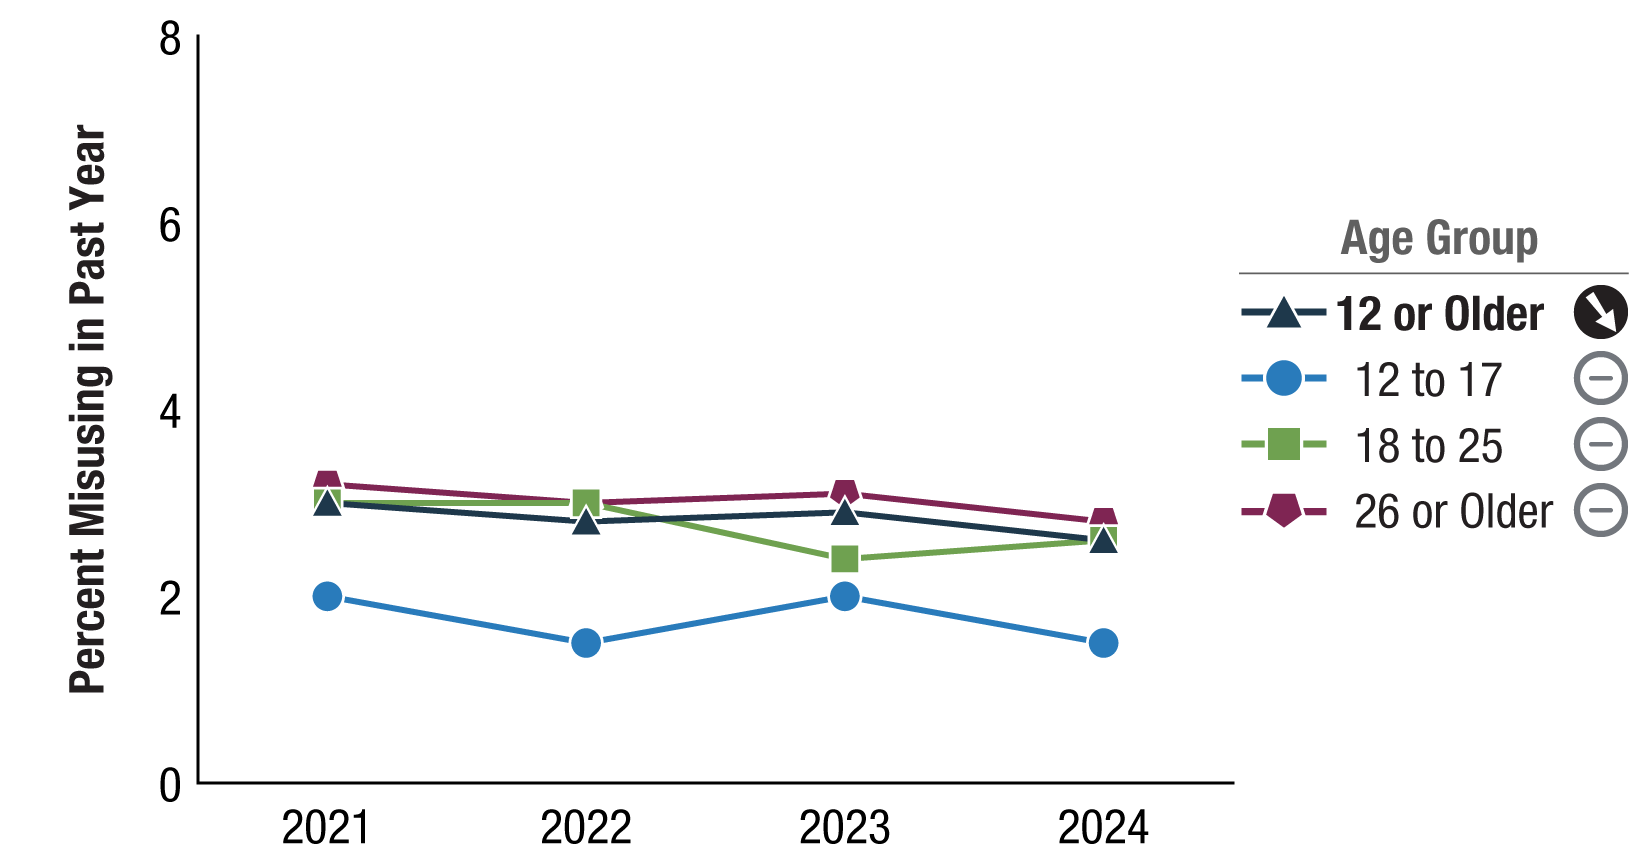 Percent Misusing in Past Year
8
6
4
2
0
2021 2022 2023 2024
Age Group
12 or Older
12 to 17
18 to 25
26 or Older